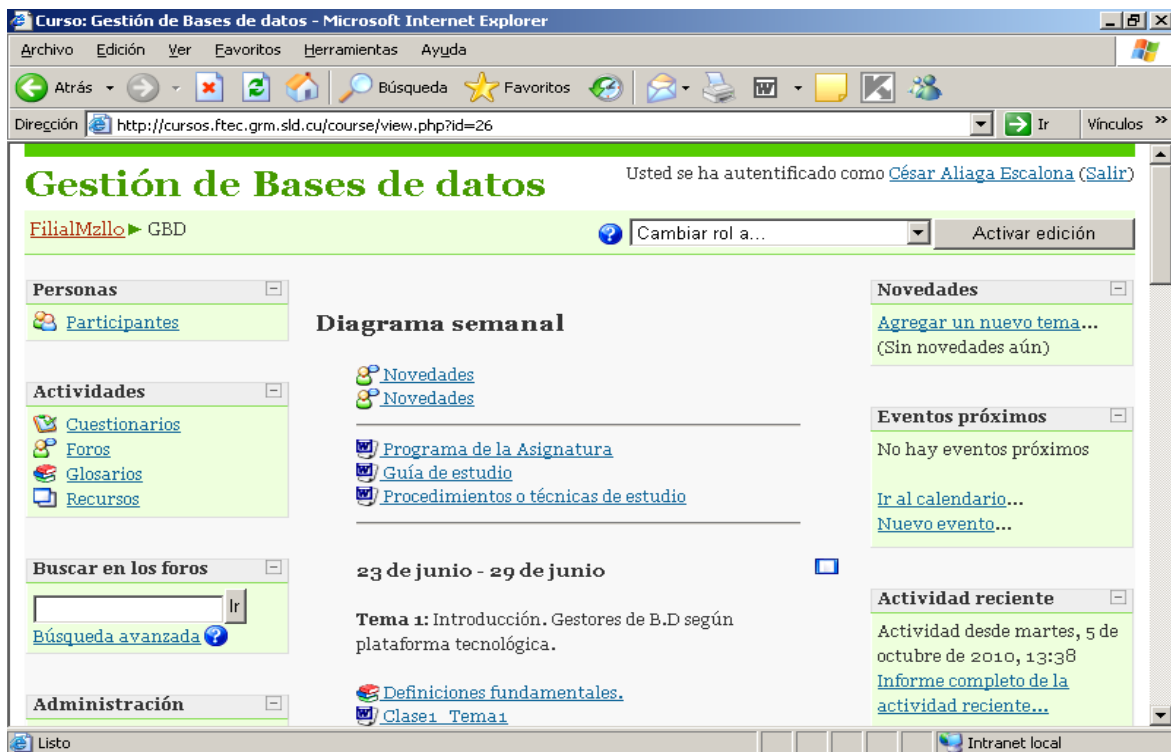 Curso: Gestión de Bases de datos - Microsoft Internet Explorer
Archivo Edición Ver Favoritos Herramientas Ayuda
Atrás Búsqueda Favoritos
Dirección http://cursos.ftec.grm.sld.cu/course/view.php?id=26 Ir Vínculos »
Gestión de Bases de datos
Usted se ha autentificado como César Aliaga Escalona (Salir)
FilialMzllo ► GBD
Cambiar rol a...
Activar edición
Personas
Participantes
Actividades
Cuestionarios
Foros
Glosarios
Recursos
Buscar en los foros
Ir
Búsqueda avanzada
Administración
Diagrama semanal
Novedades
Novedades
Programa de la Asignatura
Guía de estudio
Procedimientos o técnicas de estudio
23 de junio - 29 de junio
Tema 1: Introducción. Gestores de B.D según
plataforma tecnológica.
Definiciones fundamentales.
Clase1 Tema1
Novedades
Agregar un nuevo tema...
(Sin novedades aún)
Eventos próximos
No hay eventos próximos
Ir al calendario...
Nuevo evento...
Actividad reciente
Actividad desde martes, 5 de
octubre de 2010, 13:38
Informe completo de la
actividad reciente...
Listo
Intranet local